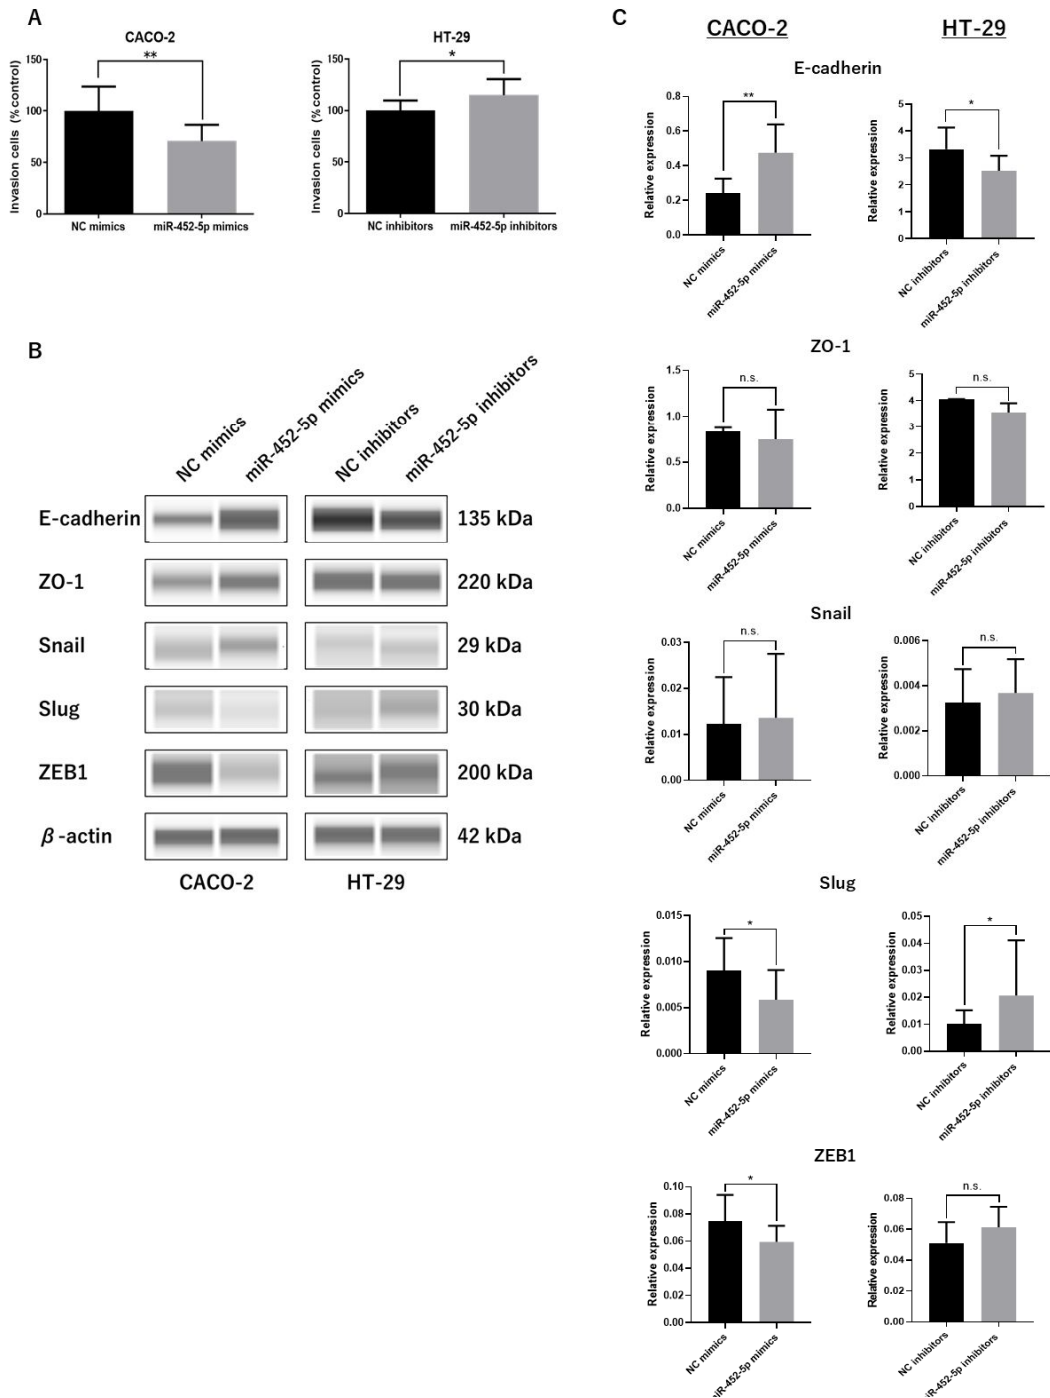 A
CACO-2
Invasion cells (% control)
150
100
50
0
**
NC mimics
miR-452-5p mimics
HT-29
Invasion cells (% control)
150
100
50
0
*
NC inhibitors
miR-452-5p inhibitors
B
NC mimics
miR-452-5p mimics
NC inhibitors
miR-452-5p inhibitors
E-cadherin
135 kDa
ZO-1
220 kDa
Snail
29 kDa
Slug
30 kDa
ZEB1
200 kDa
β-actin
42 kDa
CACO-2
HT-29
C
CACO-2
HT-29
E-cadherin
Relative expression
0.8
0.6
0.4
0.2
0.0
**
NC mimics
miR-452-5p mimics
Relative expression
5
4
3
2
1
0
*
NC inhibitors
miR-452-5p inhibitors
ZO-1
Relative expression
1.5
1.0
0.5
0.0
n.s.
NC mimics
miR-452-5p mimics
Relative expression
5
4
3
2
1
0
n.s.
NC inhibitors
miR-452-5p inhibitors
Snail
Relative expression
0.03
0.02
0.01
0.00
n.s.
NC mimics
miR-452-5p mimics
Relative expression
0.006
0.004
0.002
0.000
n.s.
NC inhibitors
miR-452-5p inhibitors
Slug
Relative expression
0.015
0.010
0.005
0.000
*
NC mimics
miR-452-5p mimics
Relative expression
0.05
0.04
0.03
0.02
0.01
0.00
*
NC inhibitors
miR-452-5p inhibitors
ZEB1
Relative expression
0.10
0.08
0.06
0.04
0.02
0.00
*
NC mimics
miR-452-5p mimics
Relative expression
0.08
0.06
0.04
0.02
0.00
n.s.
NC inhibitors
miR-452-5p inhibitors